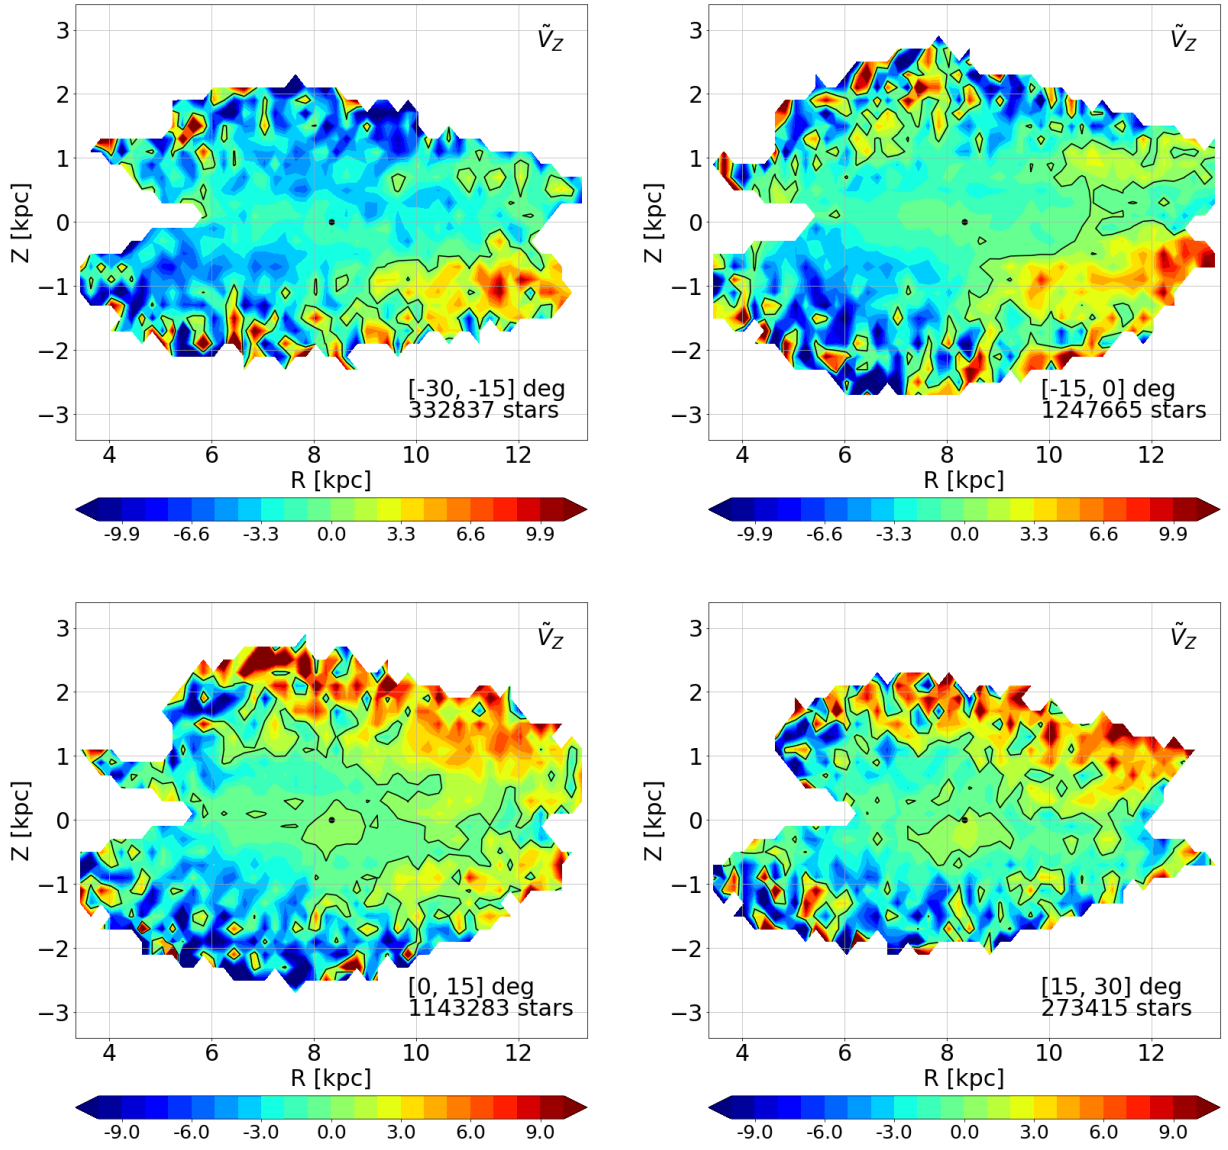 3
2
1
0
−1
−2
−3
Z [kpc]
ṼZ
[-30, -15] deg
332837 stars
4 6 8 10 12
R [kpc]
-9.9 -6.6 -3.3 0.0 3.3 6.6 9.9
3
2
1
0
−1
−2
−3
Z [kpc]
ṼZ
[-15, 0] deg
1247665 stars
4 6 8 10 12
R [kpc]
-9.9 -6.6 -3.3 0.0 3.3 6.6 9.9
3
2
1
0
−1
−2
−3
Z [kpc]
ṼZ
[0, 15] deg
1143283 stars
4 6 8 10 12
R [kpc]
-9.0 -6.0 -3.0 0.0 3.0 6.0 9.0
3
2
1
0
−1
−2
−3
Z [kpc]
ṼZ
[15, 30] deg
273415 stars
4 6 8 10 12
R [kpc]
-9.0 -6.0 -3.0 0.0 3.0 6.0 9.0